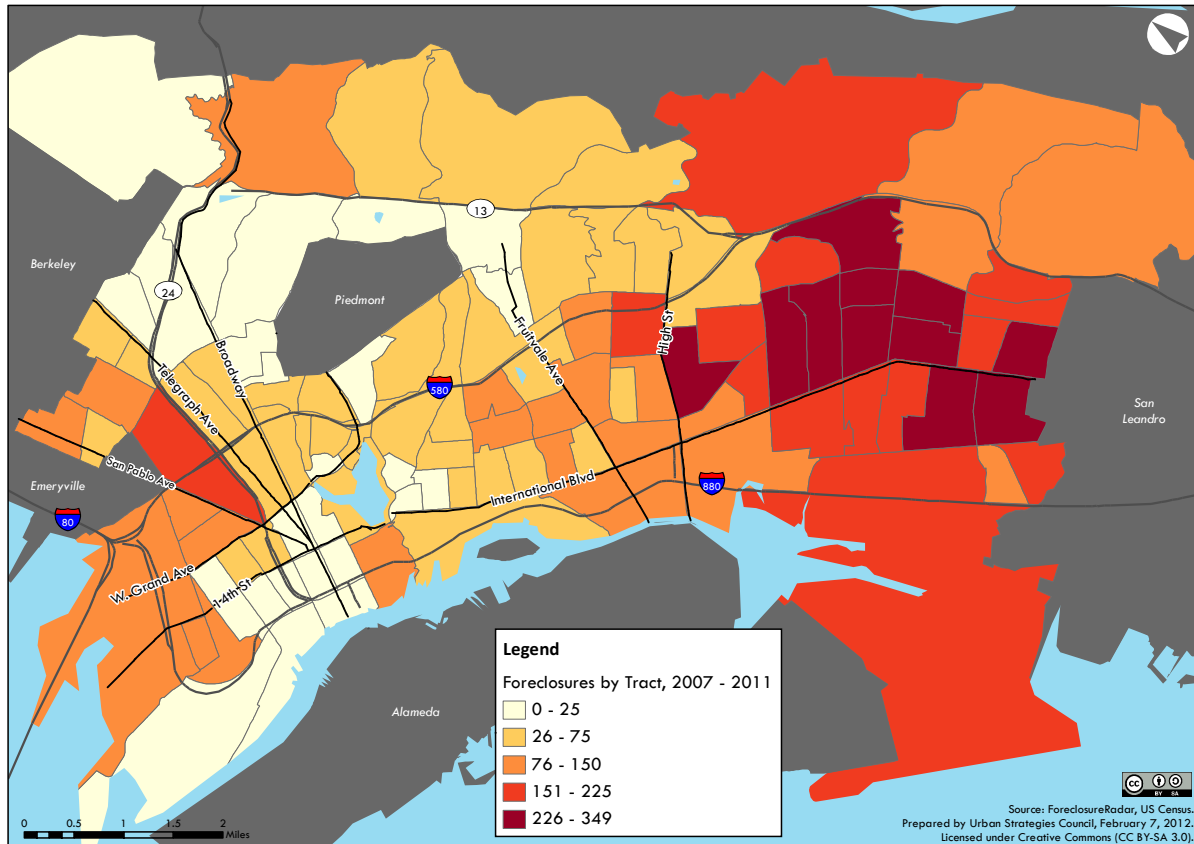 13
Berkeley
24
Piedmont
Broadway
Telegraph Ave
Fruitvale Ave
High St
580
San Pablo Ave
Emeryville
80
International Blvd
880
San
Leandro
W. Grand Ave
14th St
Alameda
Legend
Foreclosures by Tract, 2007 - 2011
0 - 25
26 - 75
76 - 150
151 - 225
226 - 349
0 0.5 1 1.5 2
Miles
cc
BY SA
Source: ForeclosureRadar, US Census.
Prepared by Urban Strategies Council, February 7, 2012.
Licensed under Creative Commons (CC BY-SA 3.0).